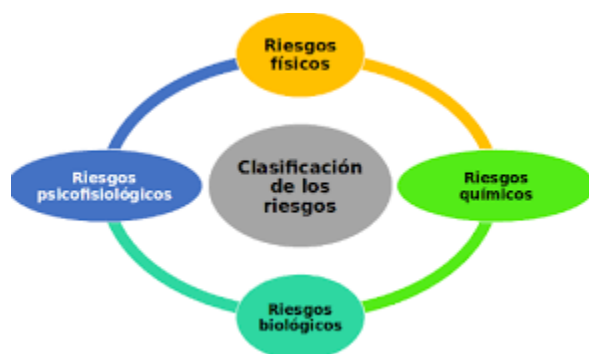 Riesgos
físicos
Riesgos
psicofisiológicos
Clasificación
de los
riesgos
Riesgos
químicos
Riesgos
biológicos